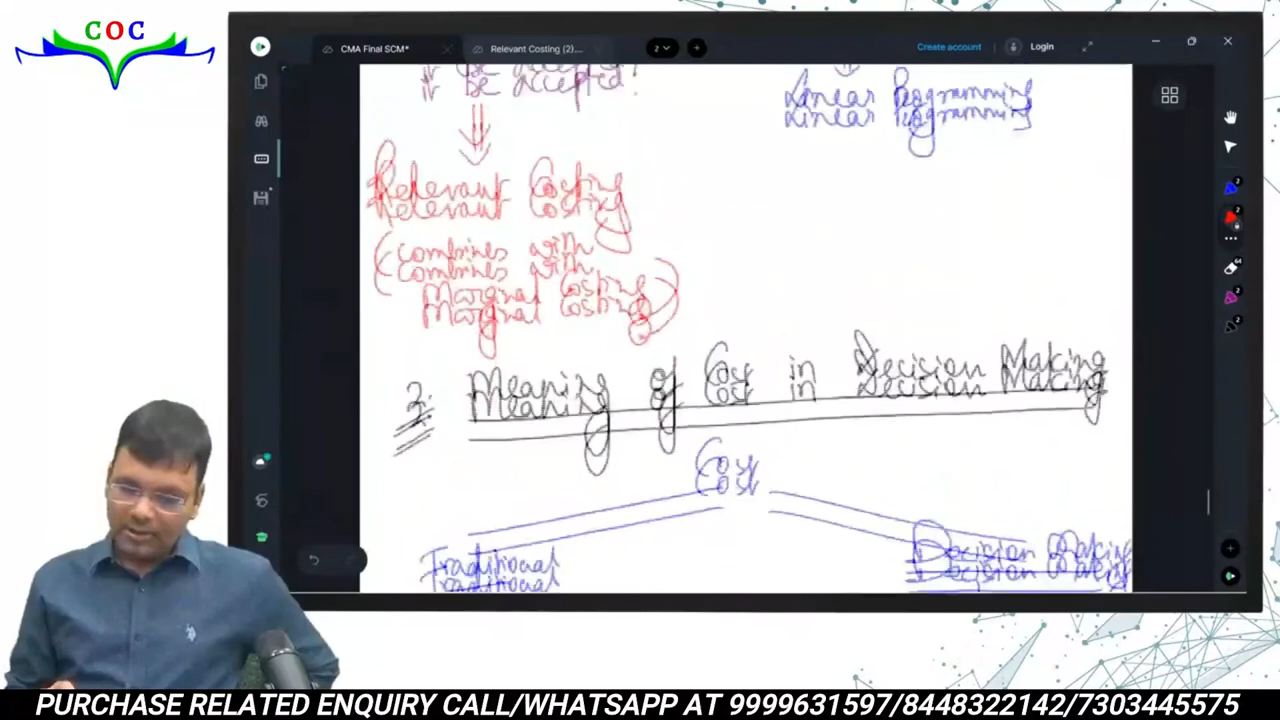 COC
CMA Final SCM*
Relevant Costing (2)....
2
Create account
Login
be accepted?
Linear Programming
Relevant Costing
(combines with
Marginal Costing)
2. Meaning of Cost in Decision Making
Cost
Traditional
Decision Making
PURCHASE RELATED ENQUIRY CALL/WHATSAPP AT 9999631597/8448322142/7303445575